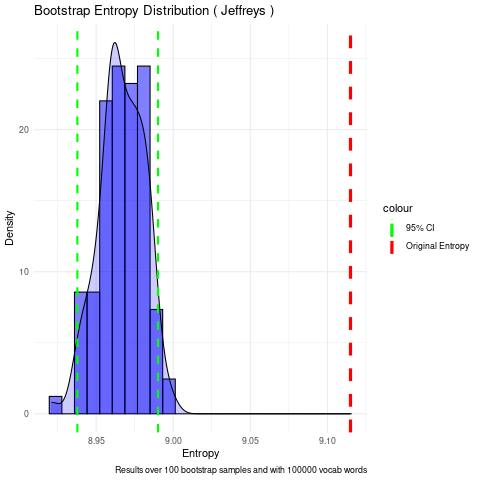 Bootstrap Entropy Distribution ( Jeffreys )
Density
20
10
0
8.95 9.00 9.05 9.10
Entropy
colour
95% CI
Original Entropy
Results over 100 bootstrap samples and with 100000 vocab words